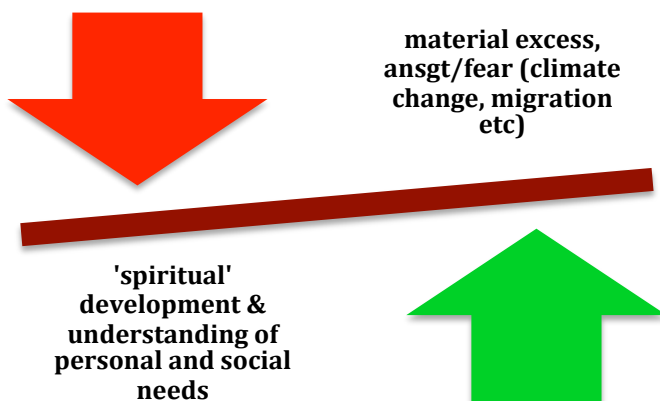 material excess,
ansgt/fear (climate
change, migration
etc)
'spiritual'
development &
understanding of
personal and social
needs